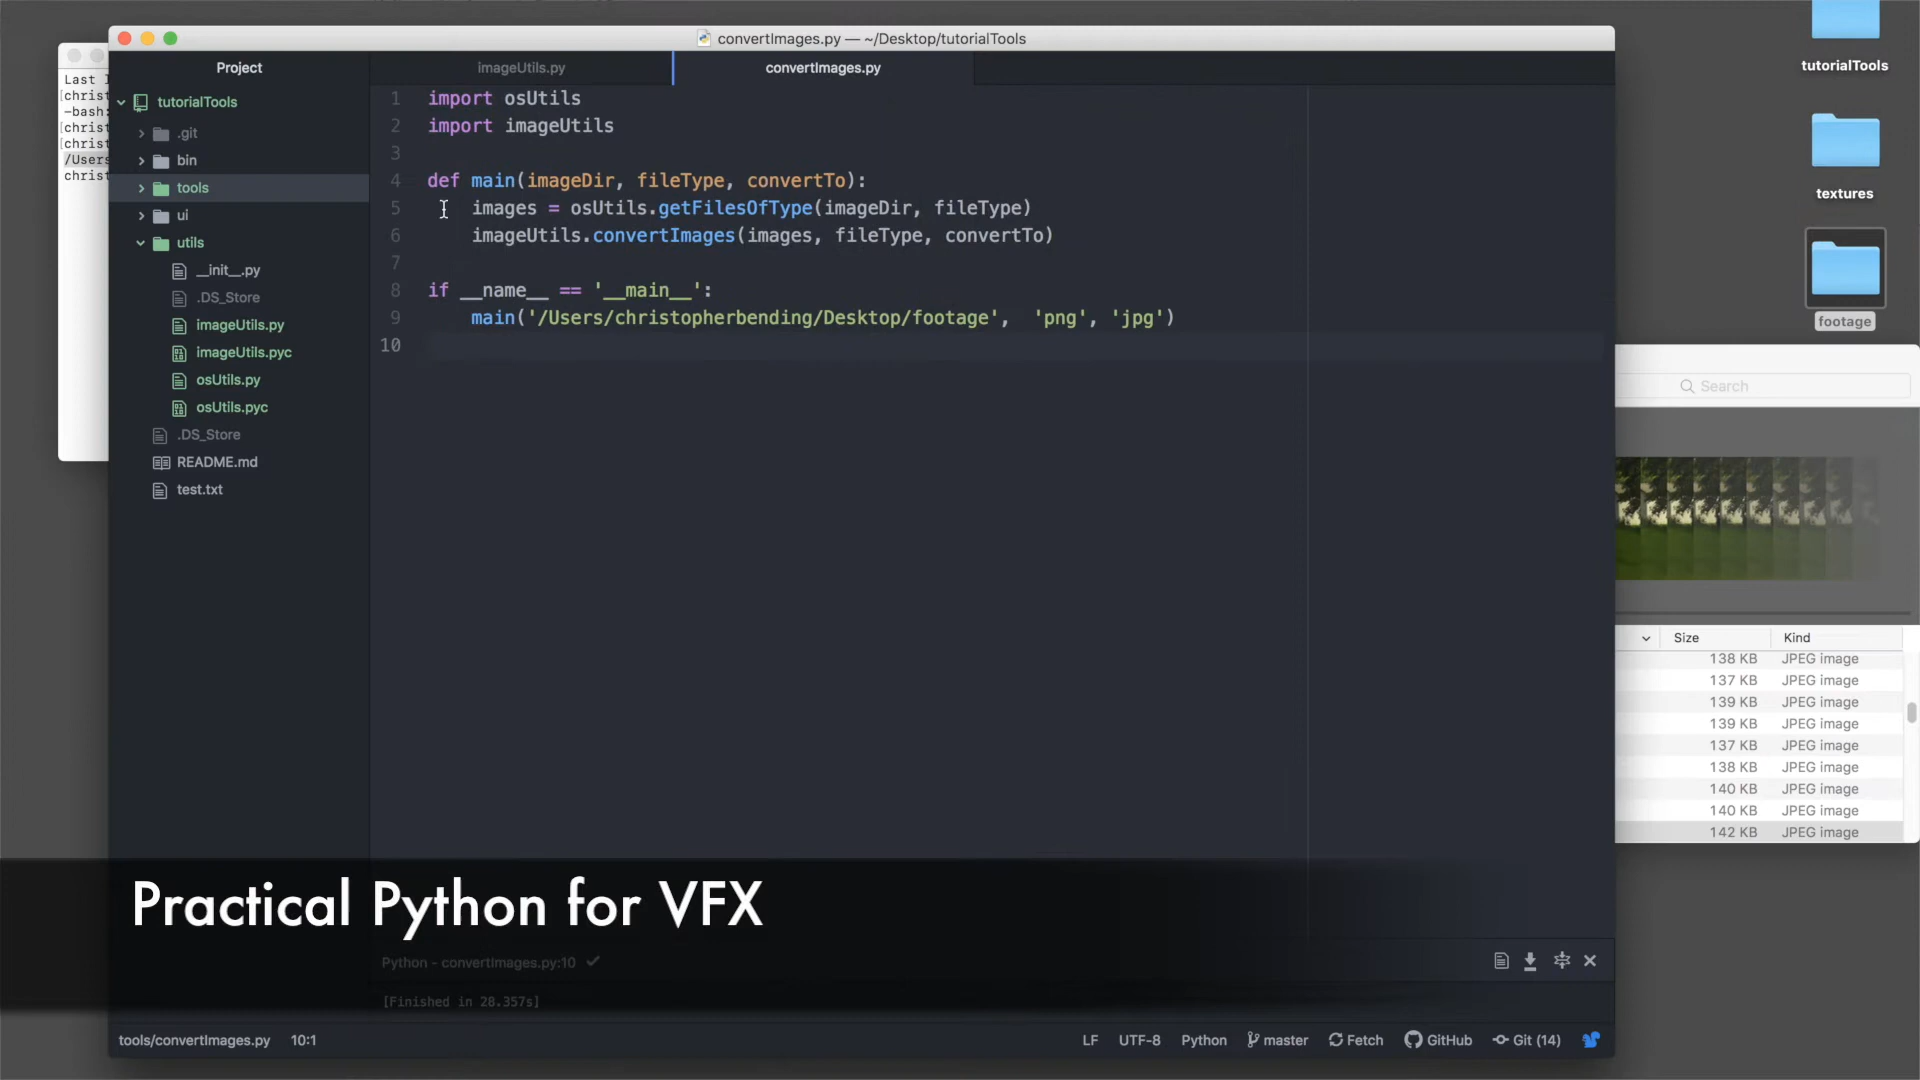 convertImages.py — ~/Desktop/tutorialTools
Project
imageUtils.py
convertImages.py
tutorialTools
.git
bin
tools
ui
utils
__init__.py
.DS_Store
imageUtils.py
imageUtils.pyc
osUtils.py
osUtils.pyc
.DS_Store
README.md
test.txt
1 import osUtils
2 import imageUtils
3
4 def main(imageDir, fileType, convertTo):
5 images = osUtils.getFilesOfType(imageDir, fileType)
6 imageUtils.convertImages(images, fileType, convertTo)
7
8 if __name__ == '__main__':
9 main('/Users/christopherbending/Desktop/footage', 'png', 'jpg')
10
Last
[christ
-bash:
[christ
[christ
/Users
christ
tutorialTools
textures
footage
Search
Size Kind
138 KB JPEG image
137 KB JPEG image
139 KB JPEG image
139 KB JPEG image
137 KB JPEG image
138 KB JPEG image
140 KB JPEG image
140 KB JPEG image
142 KB JPEG image
Practical Python for VFX
Python - convertImages.py:10
[Finished in 28.357s]
tools/convertImages.py 10:1
LF UTF-8 Python master Fetch GitHub Git (14)